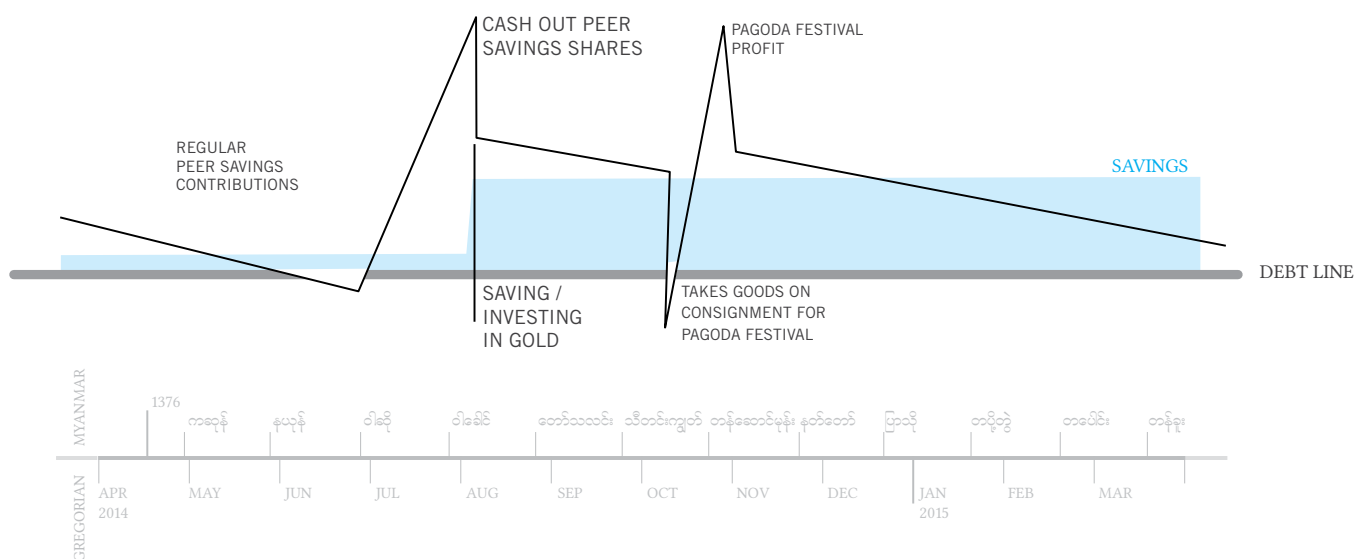 CASH OUT PEER
SAVINGS SHARES
PAGODA FESTIVAL
PROFIT
REGULAR
PEER SAVINGS
CONTRIBUTIONS
SAVINGS
DEBT LINE
SAVING /
INVESTING
IN GOLD
TAKES GOODS ON
CONSIGNMENT FOR
PAGODA FESTIVAL
MYANMAR
1376
ကဆုန် နယုန် ဝါဆို ဝါခေါင် တော်သလင်း သီတင်းကျွတ် တန်ဆောင်မုန်း နတ်တော် ပြာသို တပို့တွဲ တပေါင်း တန်ခူး
GREGORIAN
APR MAY JUN JUL AUG SEP OCT NOV DEC JAN FEB MAR
2014 2015